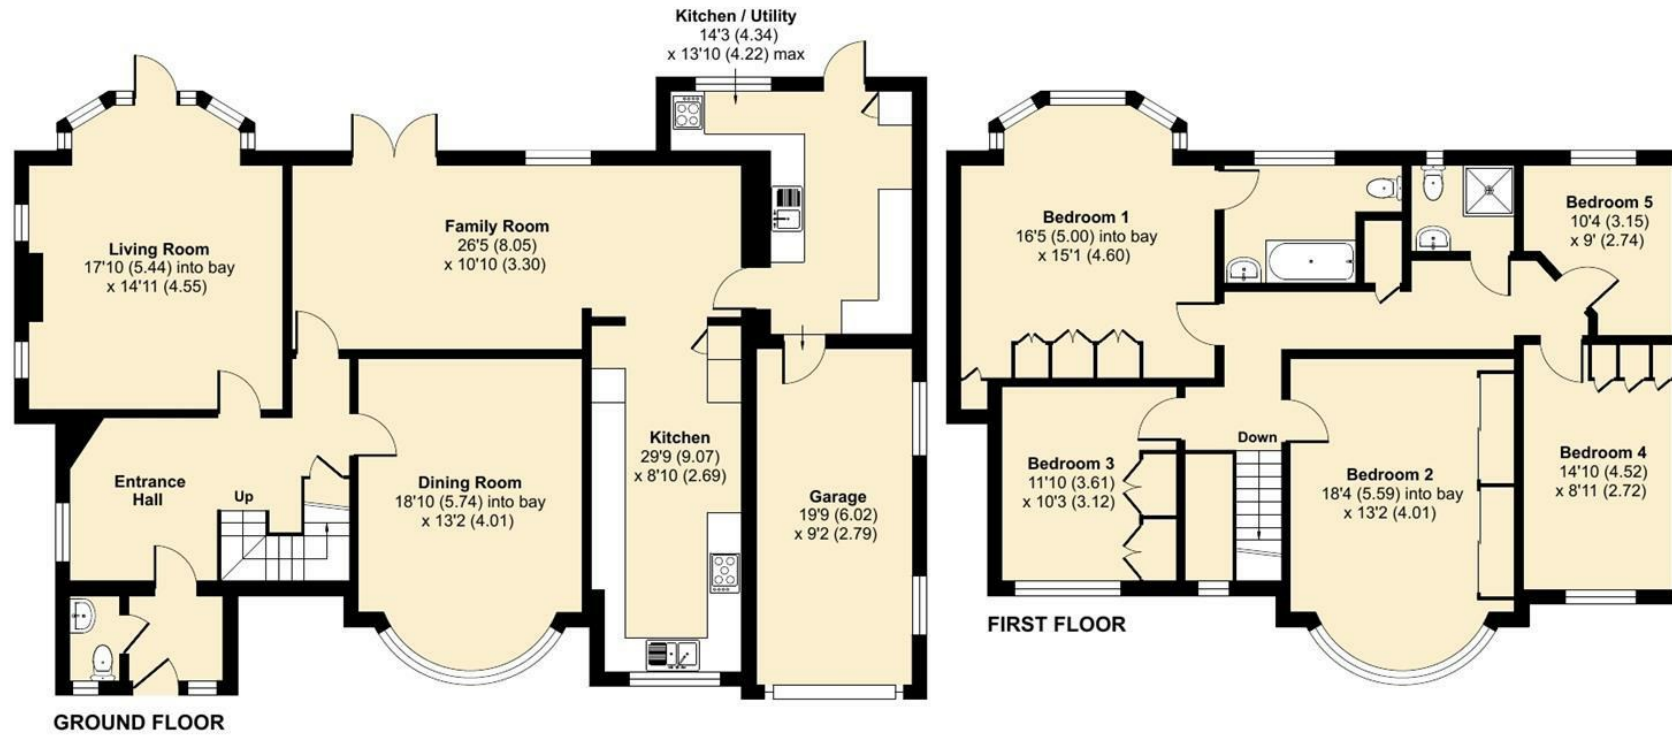 Kitchen / Utility
14'3 (4.34)
x 13'10 (4.22) max
Living Room
17'10 (5.44) into bay
x 14'11 (4.55)
Family Room
26'5 (8.05)
x 10'10 (3.30)
Entrance
Hall
Up
Dining Room
18'10 (5.74) into bay
x 13'2 (4.01)
Kitchen
29'9 (9.07)
x 8'10 (2.69)
Garage
19'9 (6.02)
x 9'2 (2.79)
GROUND FLOOR
Bedroom 1
16'5 (5.00) into bay
x 15'1 (4.60)
Bedroom 5
10'4 (3.15)
x 9' (2.74)
Bedroom 3
11'10 (3.61)
x 10'3 (3.12)
Down
Bedroom 2
18'4 (5.59) into bay
x 13'2 (4.01)
Bedroom 4
14'10 (4.52)
x 8'11 (2.72)
FIRST FLOOR